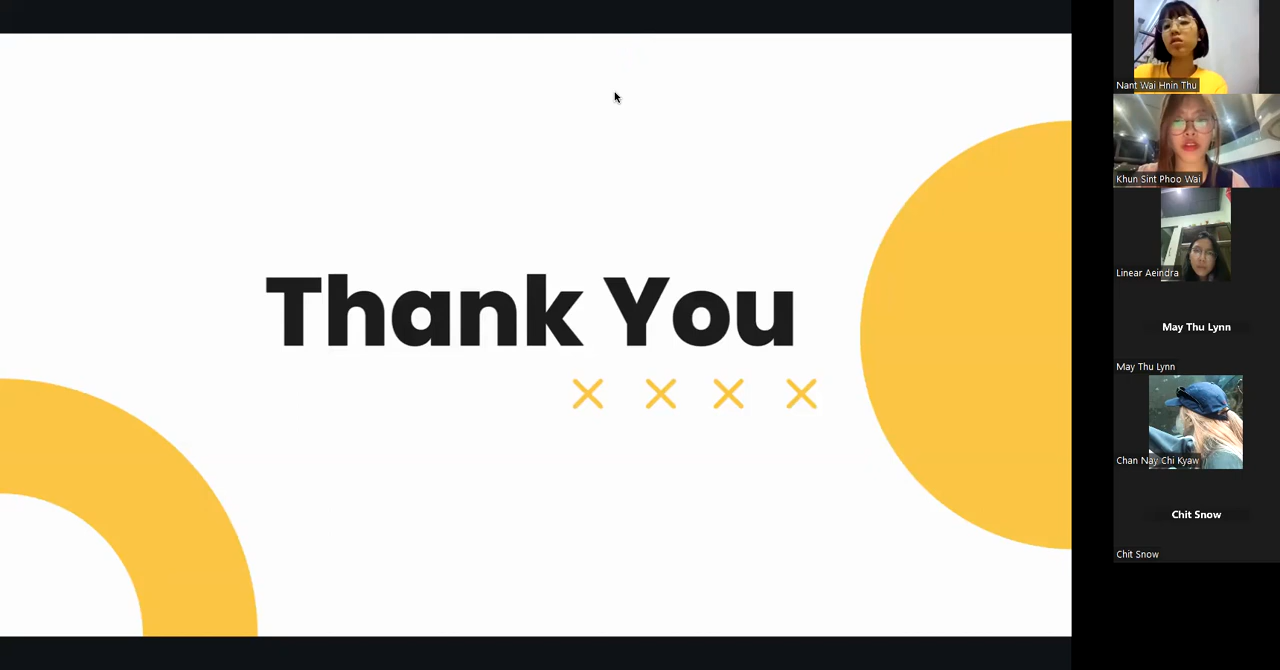 Thank You
Nant Wai Hnin Thu
Khun Sint Phoo Wai
Linear Aeindra
May Thu Lynn
May Thu Lynn
Chan Nay Chi Kyaw
Chit Snow
Chit Snow